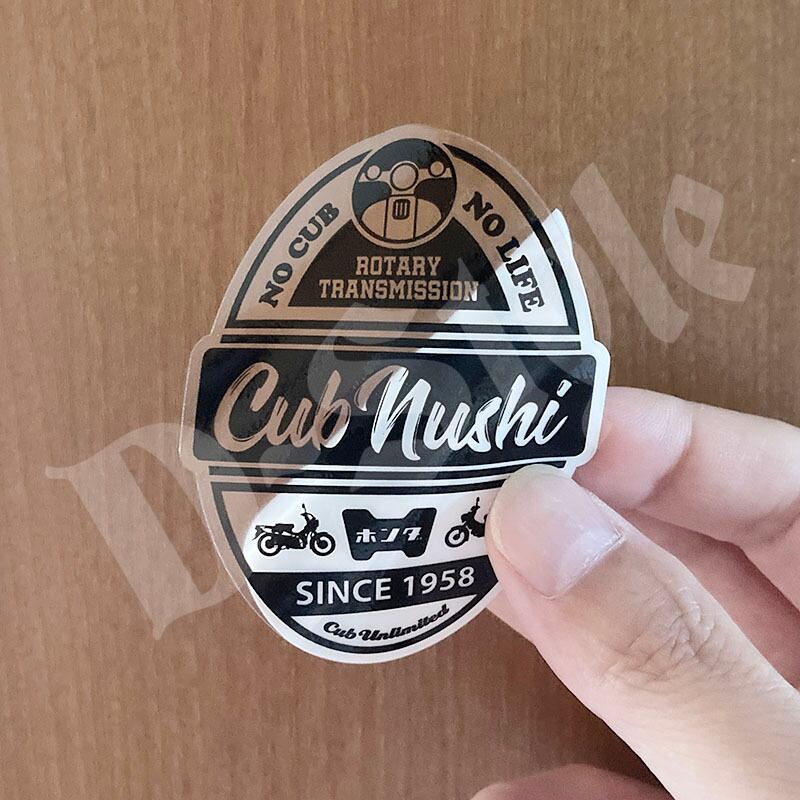 NO CUB
NO LIFE
ROTARY
TRANSMISSION
Cub Nushi
ホンダ
SINCE 1958
Cub Unlimited